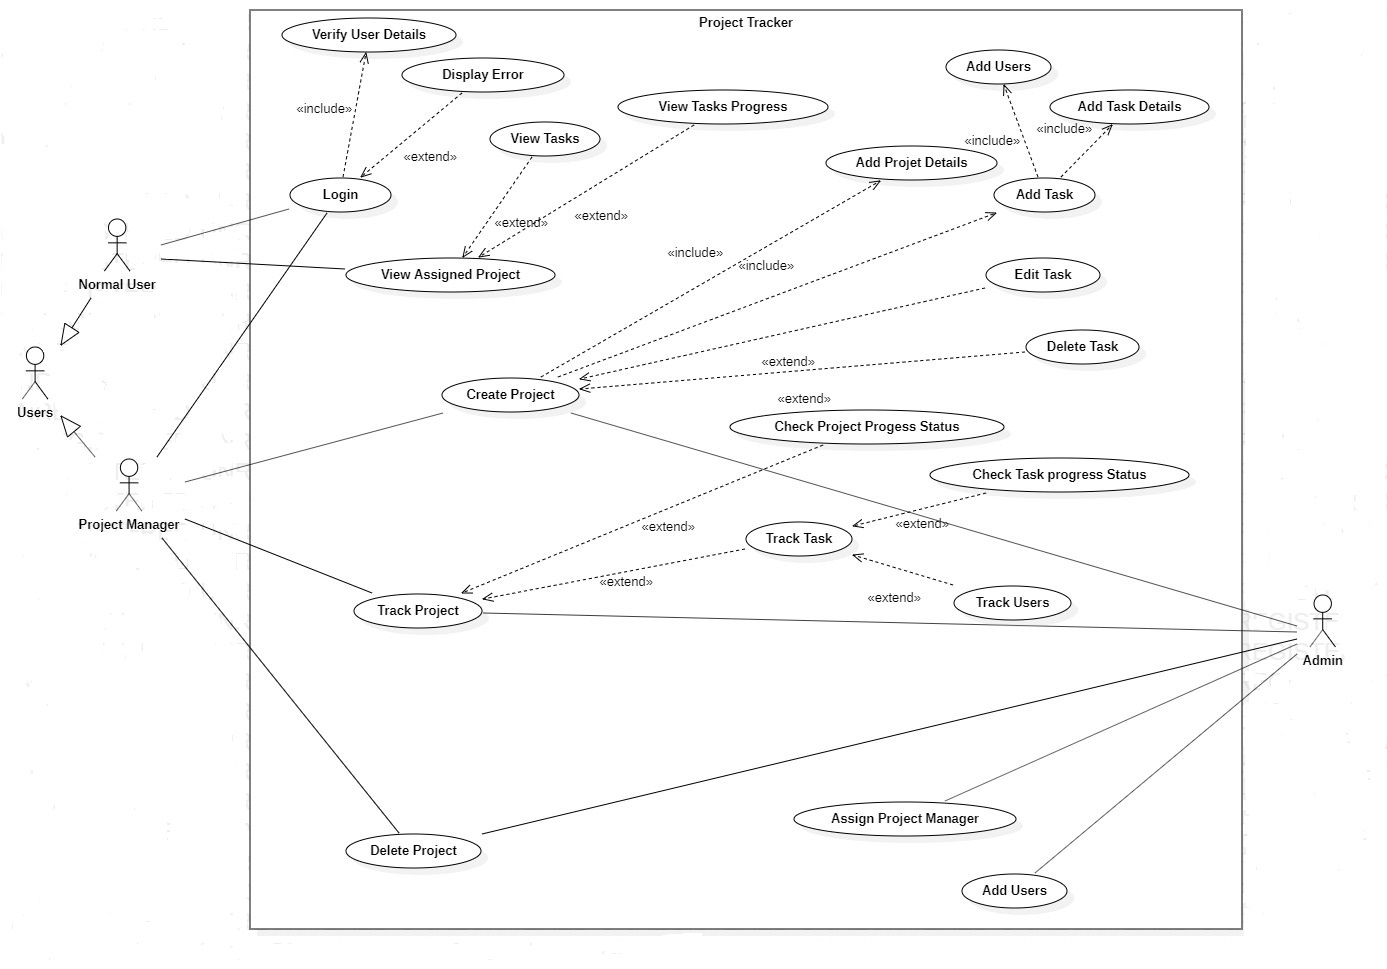 Project Tracker
Verify User Details
Display Error
Add Users
«include»
View Tasks Progress
Add Task Details
View Tasks
«include»
«include»
«extend»
Add Projet Details
Login
Add Task
«extend»
«extend»
«include»
«include»
View Assigned Project
Edit Task
Normal User
Delete Task
«extend»
Users
Create Project
«extend»
Check Project Progess Status
Check Task progress Status
Project Manager
«extend»
«extend»
Track Task
«extend»
«extend»
Track Users
Track Project
Admin
Assign Project Manager
Delete Project
Add Users